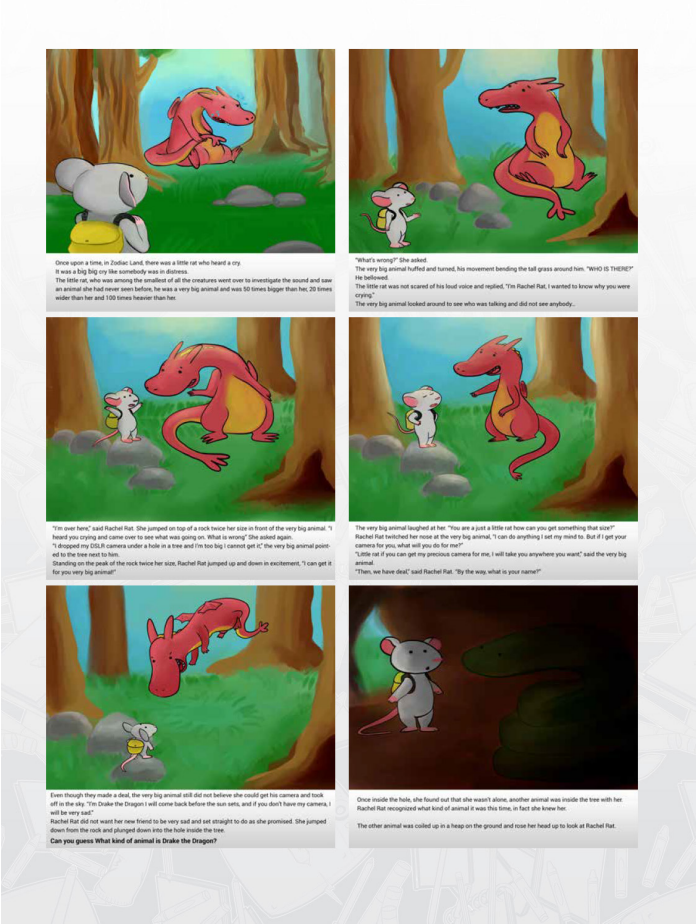 Once upon a time, in Zodiac Land, there was a little rat who heard a cry.
It was a big big cry like somebody was in distress.
The little rat, who was among the smallest of all the creatures went over to investigate the sound and saw
an animal she had never seen before, he was a very big animal and was 50 times bigger than her, 20 times
wider than her and 100 times heavier than her.
"What's wrong?" She asked.
The very big animal huffed and turned, his movement bending the tall grass around him. "WHO IS THERE?"
He bellowed.
The little rat was not scared of his loud voice and replied, "I'm Rachel Rat, I wanted to know why you were
crying."
The very big animal looked around to see who was talking and did not see anybody..
"I'm over here," said Rachel Rat. She jumped on top of a rock twice her size in front of the very big animal. "I
heard you crying and came over to see what was going on. What is wrong" She asked again.
"I dropped my DSLR camera under a hole in a tree and I'm too big I cannot get it," the very big animal point-
ed to the tree next to him.
Standing on the peak of the rock twice her size, Rachel Rat jumped up and down in excitement, "I can get it
for you very big animal!"
The very big animal laughed at her. "You are a just a little rat how can you get something that size?"
Rachel Rat twitched her nose at the very big animal, "I can do anything I set my mind to. But if I get your
camera for you, what will you do for me?"
"Little rat if you can get my precious camera for me, I will take you anywhere you want," said the very big
animal.
"Then, we have deal," said Rachel Rat. "By the way, what is your name?"
Even though they made a deal, the very big animal still did not believe she could get his camera and took
off in the sky. "I'm Drake the Dragon I will come back before the sun sets, and if you don't have my camera, I
will be very sad."
Rachel Rat did not want her new friend to be very sad and set straight to do as she promised. She jumped
down from the rock and plunged down into the hole inside the tree.
Can you guess What kind of animal is Drake the Dragon?
Once inside the hole, she found out that she wasn't alone, another animal was inside the tree with her
Rachel Rat recognized what kind of animal it was this time, in fact she knew her.
The other animal was coiled up in a heap on the ground and rose her head up to look at Rachel Rat.